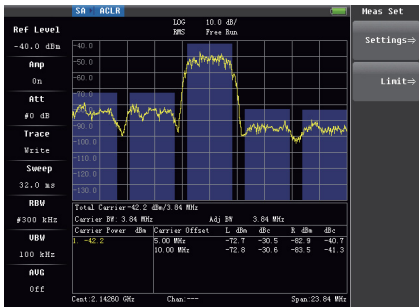 SA ACLR
Meas Set
Ref Level
-40.0 dBm
LOG 10.0 dB/
RMS Free Run
Settings⇒
Limit⇒
Amp
On
Att
#0 dB
Trace
Write
Sweep
32.0 ms
RBW
#300 kHz
VBW
100 kHz
AVG
Off
-40.0
-50.0
-60.0
-70.0
-80.0
-90.0
-100.0
-110.0
-120.0
-130.0
Total Carrier-42.2 dBm/3.84 MHz
Carrier BW: 3.84 MHz Adj BW 3.84 MHz
Carrier Power dBm Carrier Offset L dBm dBc R dBm dBc
1. -42.2 5.00 MHz -72.7 -30.5 -82.9 -40.7
10.00 MHz -72.8 -30.6 -83.5 -41.3
Cent:2.14260 GHz Chan:--- Span:23.84 MHz